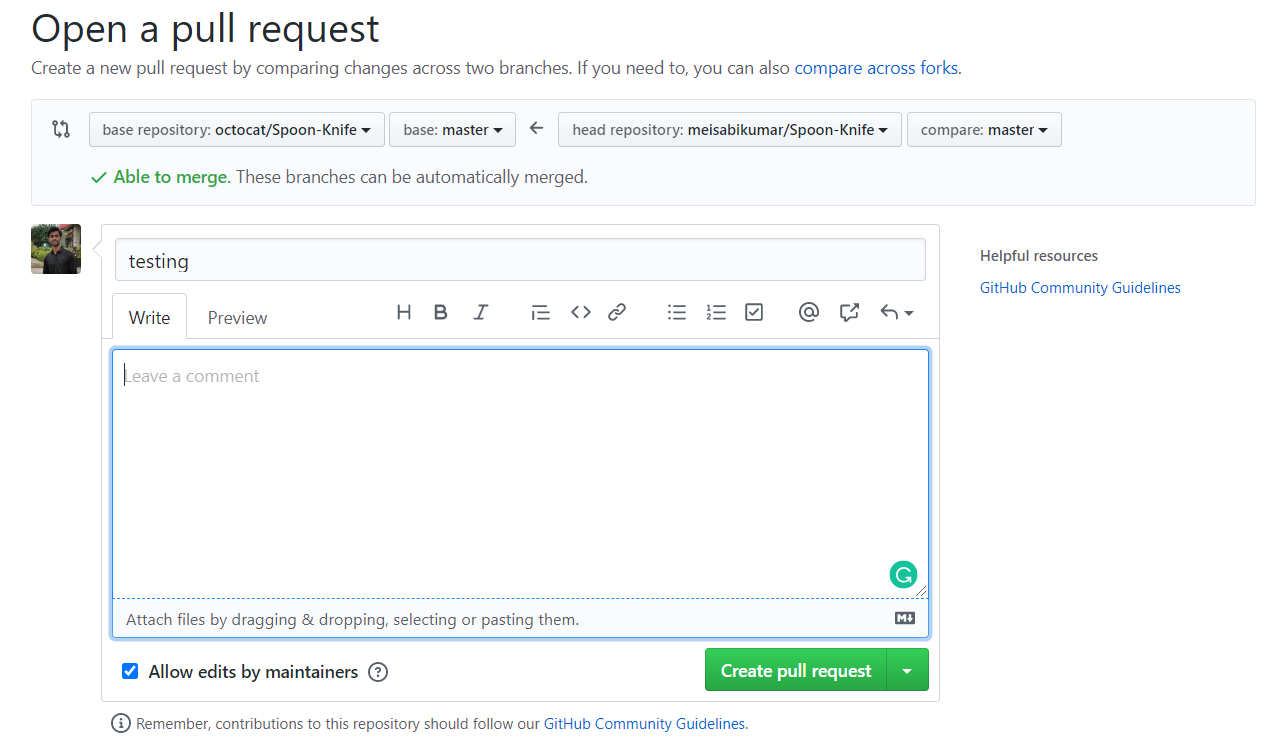 Open a pull request
Create a new pull request by comparing changes across two branches. If you need to, you can also compare across forks.
base repository: octocat/Spoon-Knife base: master head repository: meisabikumar/Spoon-Knife compare: master
Able to merge. These branches can be automatically merged.
testing
Helpful resources
GitHub Community Guidelines
Write Preview H B I
Leave a comment
G
Attach files by dragging & dropping, selecting or pasting them. M
Allow edits by maintainers ? Create pull request
Remember, contributions to this repository should follow our GitHub Community Guidelines.